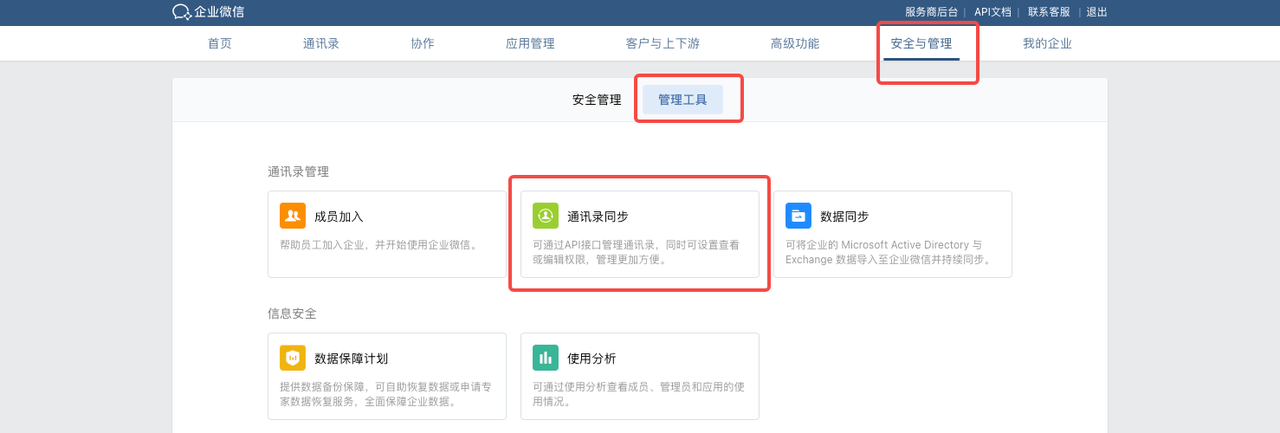 企业微信
服务商后台 | API文档 | 联系客服 | 退出
首页 通讯录 协作 应用管理 客户与上下游 高级功能 安全与管理 我的企业
安全管理 管理工具
通讯录管理
成员加入
帮助员工加入企业，并开始使用企业微信。
通讯录同步
可通过API接口管理通讯录，同时可设置查看
或编辑权限，管理更加方便。
数据同步
可将企业的 Microsoft Active Directory 与
Exchange 数据导入至企业微信并持续同步。
信息安全
数据保障计划
提供数据备份保障，可自助恢复数据或申请专
家数据恢复服务，全面保障企业数据。
使用分析
可通过使用分析查看成员、管理员和应用的使
用情况。